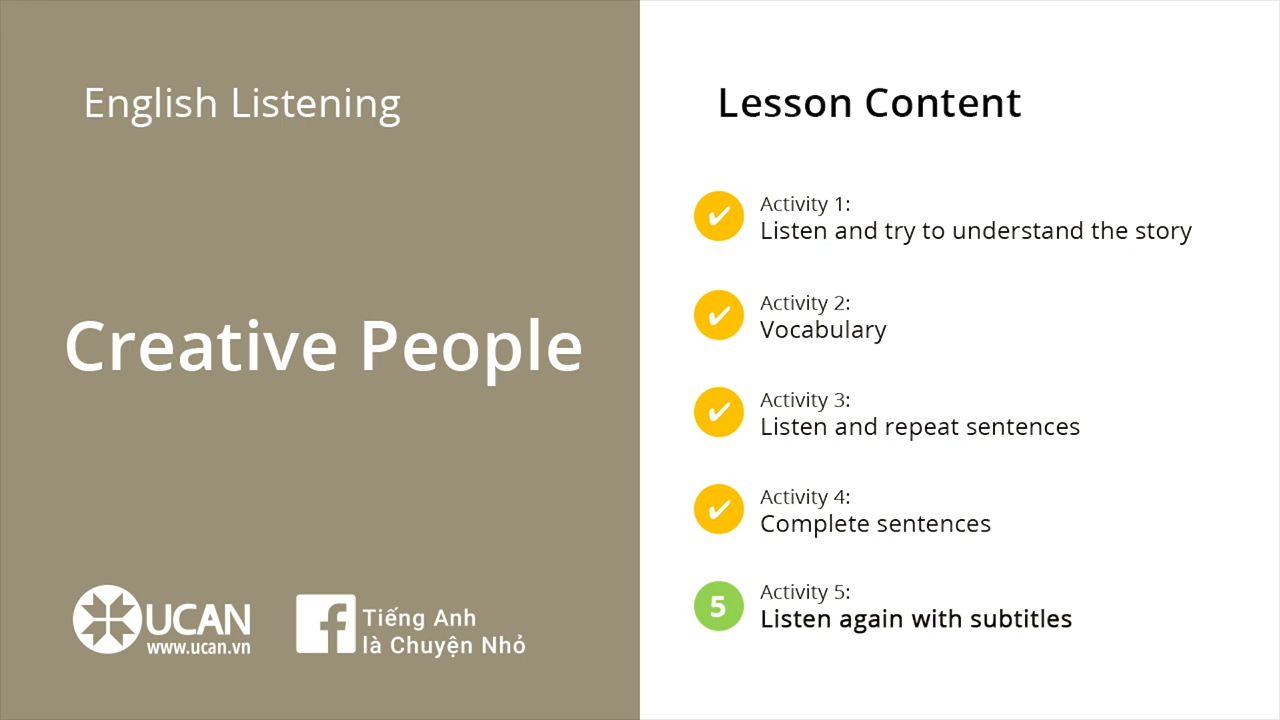 English Listening
Creative People
UCAN
www.ucan.vn
Tiếng Anh
là Chuyện Nhỏ
Lesson Content
Activity 1:
Listen and try to understand the story
Activity 2:
Vocabulary
Activity 3:
Listen and repeat sentences
Activity 4:
Complete sentences
5
Activity 5:
Listen again with subtitles